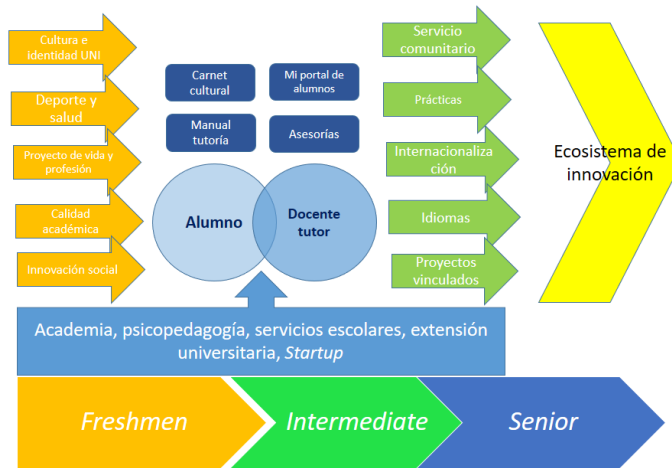 Cultura e
identidad UNI
Deporte y
salud
Proyecto de vida y
profesión
Calidad
académica
Innovación social
Carnet
cultural
Mi portal de
alumnos
Manual
tutoría
Asesorías
Alumno
Docente
tutor
Servicio
comunitario
Prácticas
Internacionaliza
ción
Idiomas
Proyectos
vinculados
Ecosistema de
innovación
Academia, psicopedagogía, servicios escolares, extensión
universitaria, Startup
Freshmen
Intermediate
Senior